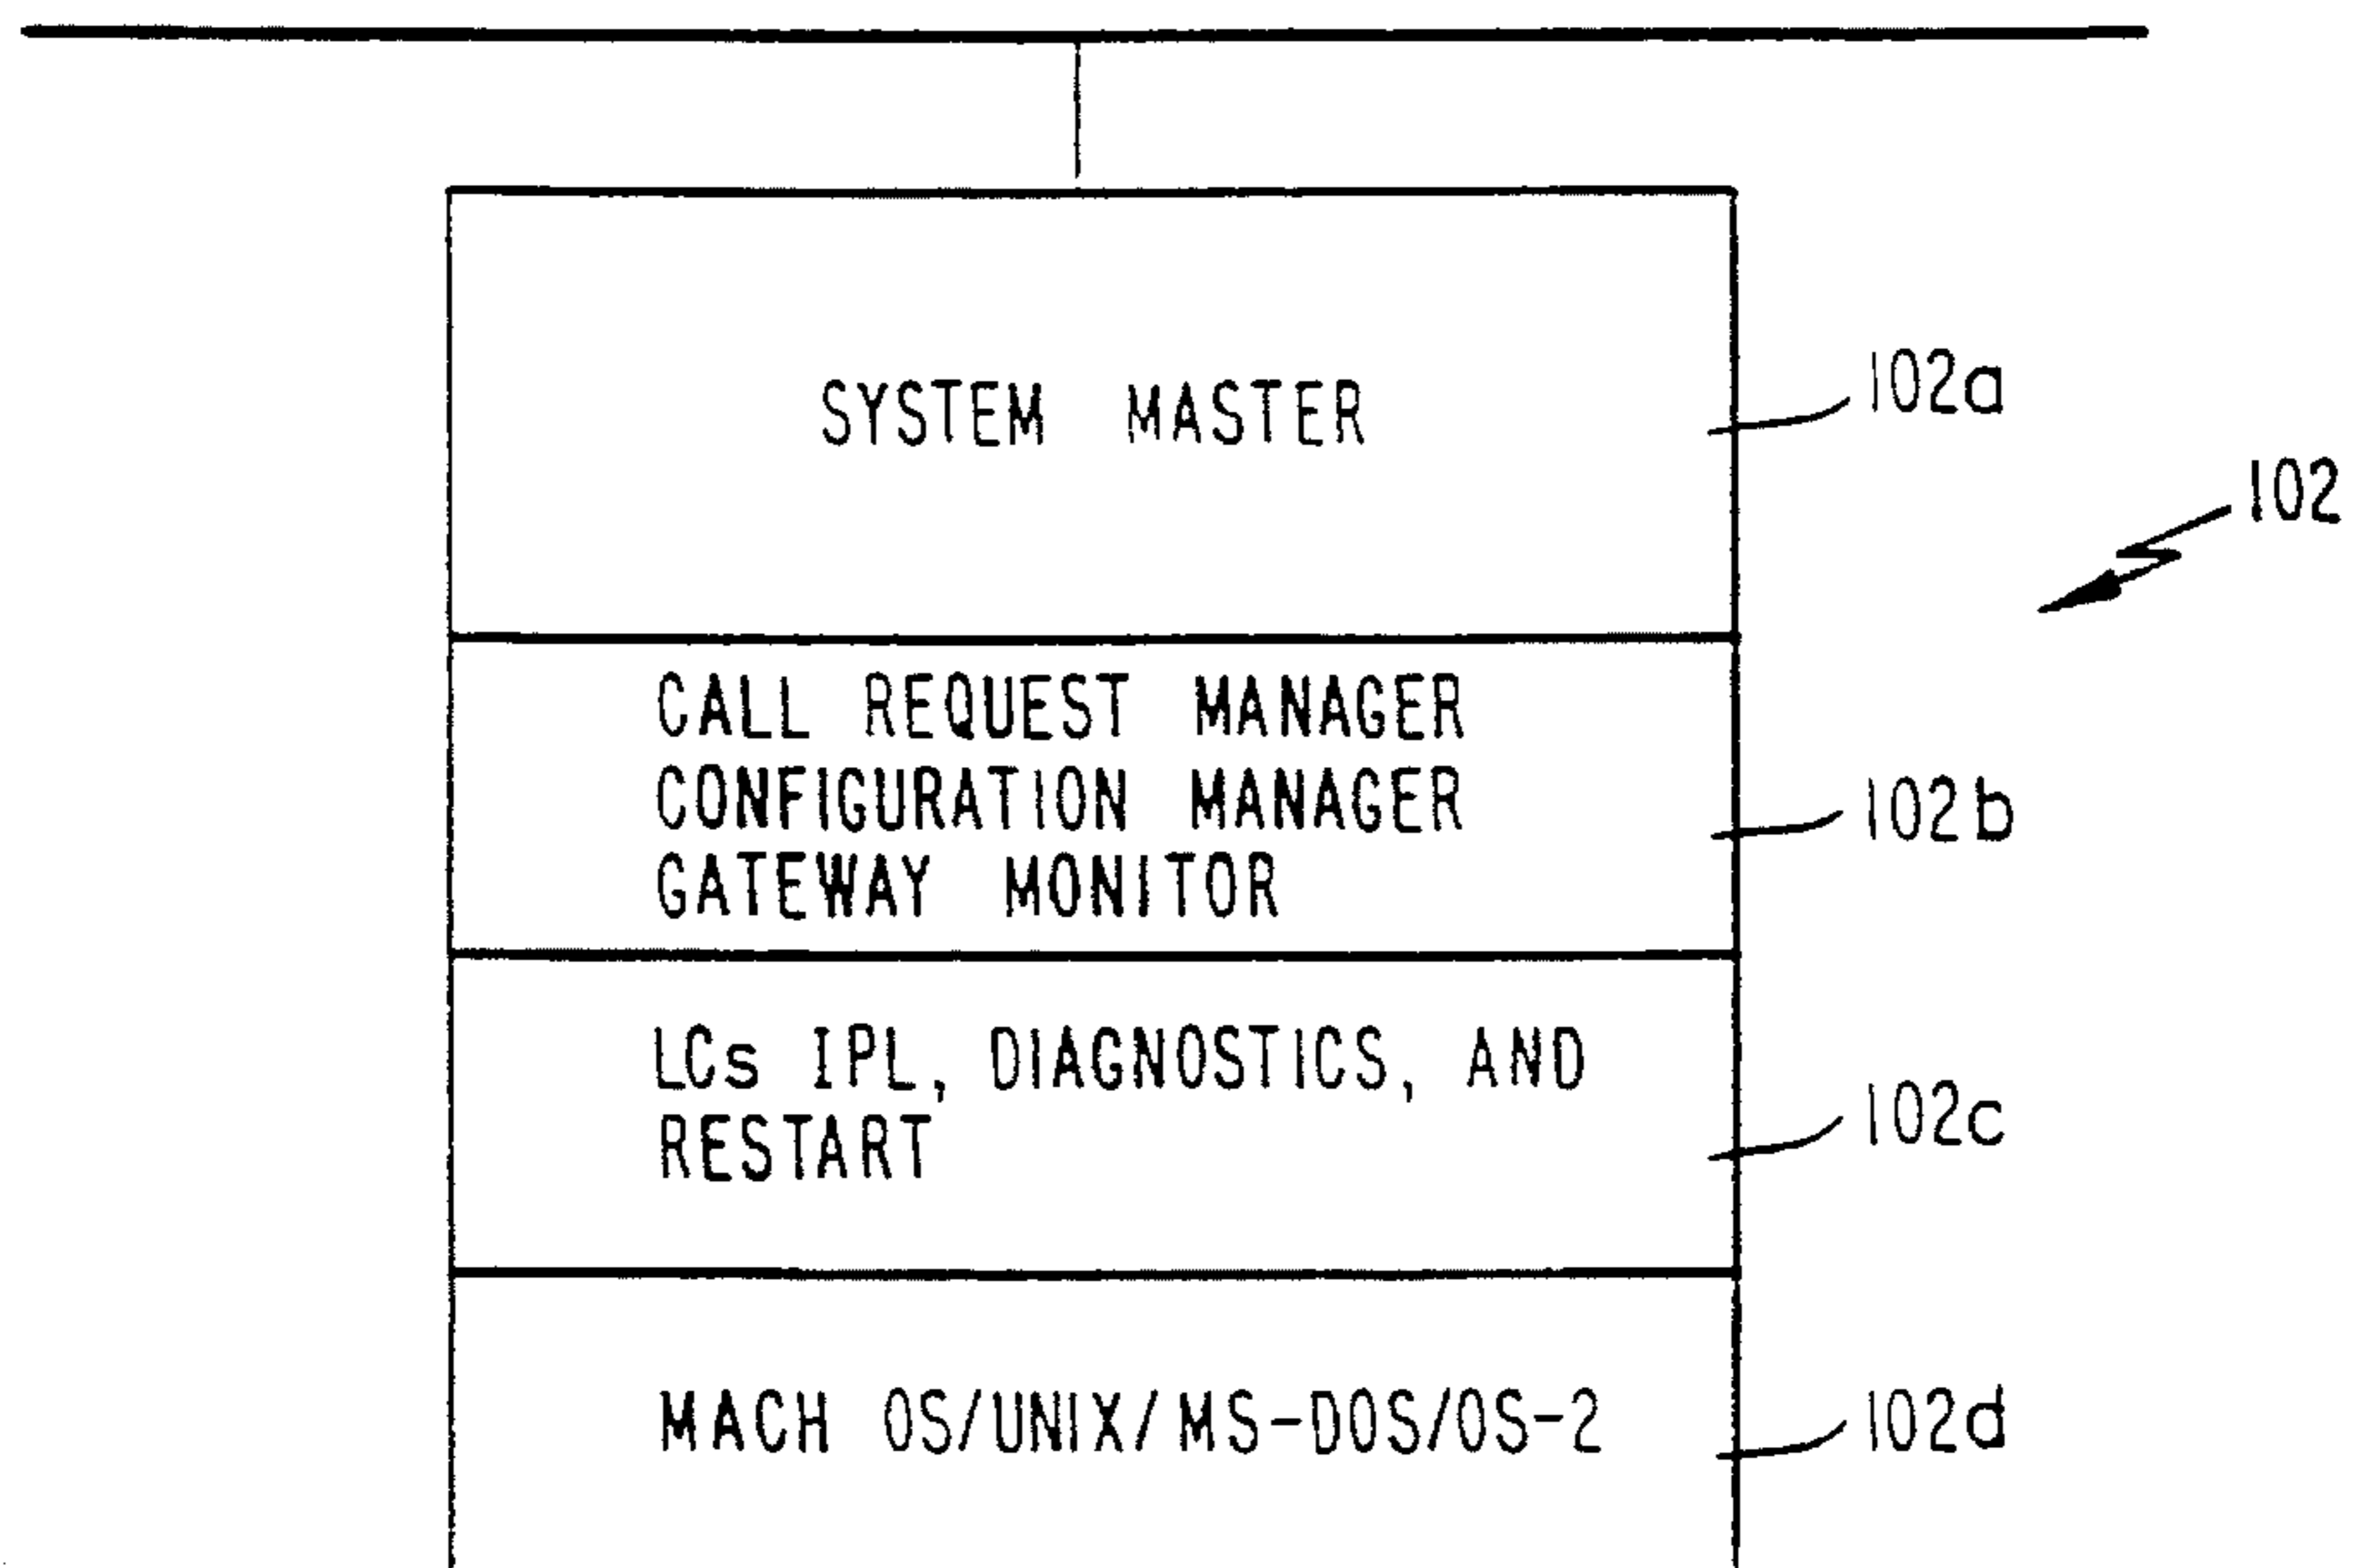 SYSTEM MASTER
102a
102
CALL REQUEST MANAGER
CONFIGURATION MANAGER
GATEWAY MONITOR
102b
LCs IPL, DIAGNOSTICS, AND
RESTART
102c
MACH OS/UNIX/MS-DOS/OS-2
102d